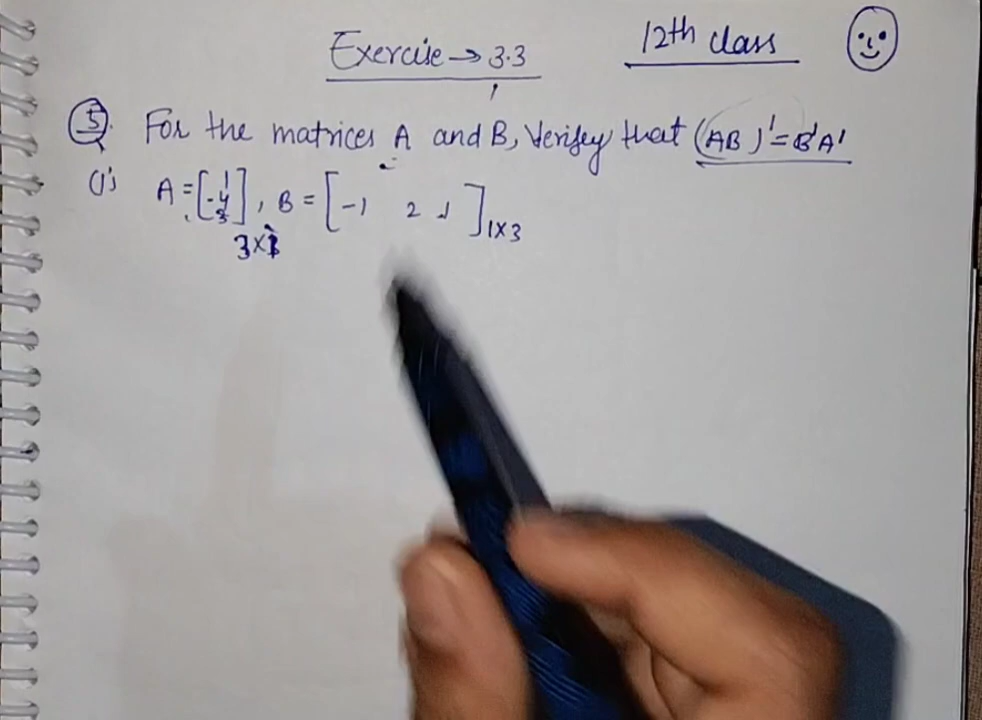 Exercise → 3.3
12th class
5. For the matrices A and B, Verify that (AB)' = B'A'
(i) A = [1 -4 3], B = [-1 2 1] 1×3
3×1